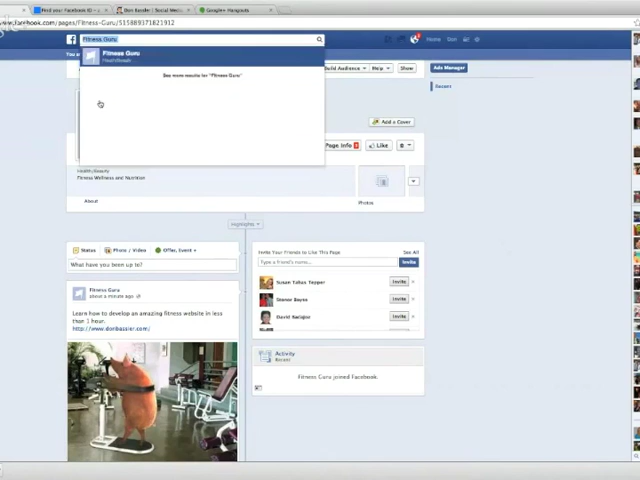 Find your Facebook ID
Don Bassler | Social Media
Google+ Hangouts
www.facebook.com/pages/Fitness-Guru/515889371821912
Fitness Guru
Home
Don
Fitness Guru
Health/Beauty
See more results for "Fitness Guru"
Build Audience
Help
Show
Ads Manager
Recent
Add a Cover
Page Info
Like
Health/Beauty
Fitness Wellness and Nutrition
About
Photos
Highlights
Status
Photo / Video
Offer, Event +
What have you been up to?
Invite Your Friends to Like This Page
See All
Type a friend's name...
Invite
Susan Tallas Tepper
Invite
Invite
David
Invite
Fitness Guru
about a minute ago
Learn how to develop an amazing fitness website in less
than 1 hour.
http://www.donbassler.com/
Activity
Recent
Fitness Guru joined Facebook.